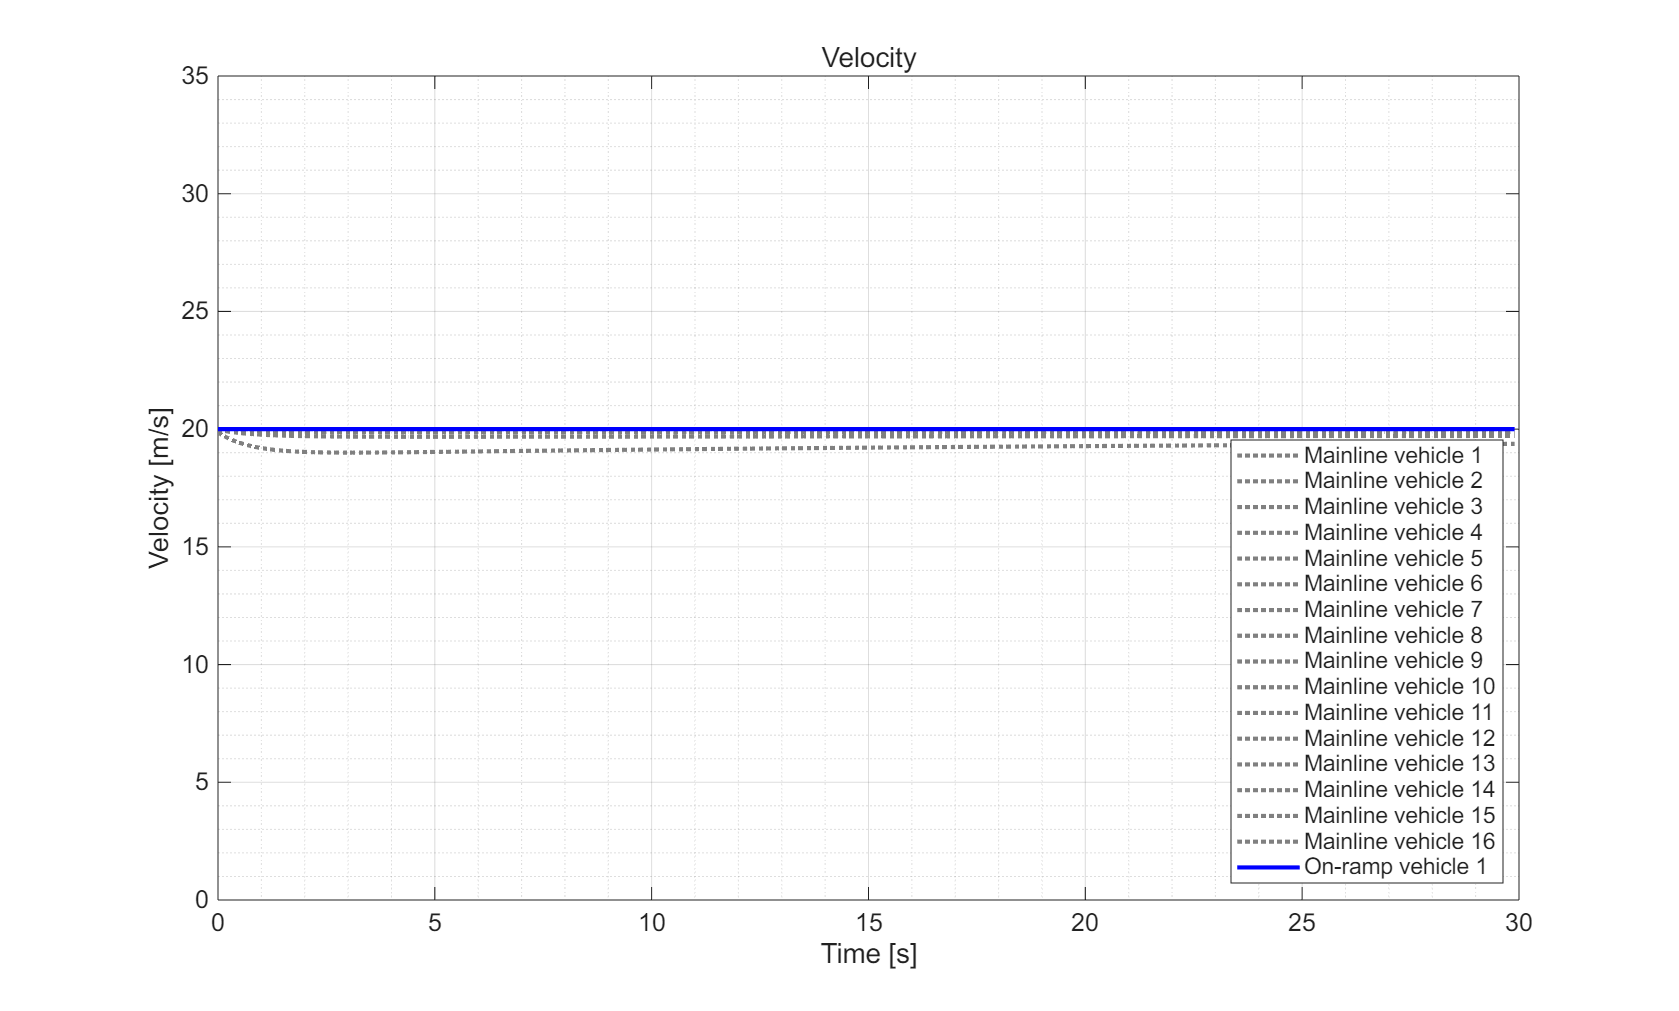 Velocity
35
30
25
20
15
10
5
0
Velocity [m/s]
Mainline vehicle 1
Mainline vehicle 2
Mainline vehicle 3
Mainline vehicle 4
Mainline vehicle 5
Mainline vehicle 6
Mainline vehicle 7
Mainline vehicle 8
Mainline vehicle 9
Mainline vehicle 10
Mainline vehicle 11
Mainline vehicle 12
Mainline vehicle 13
Mainline vehicle 14
Mainline vehicle 15
Mainline vehicle 16
On-ramp vehicle 1
0 5 10 15 20 25 30
Time [s]